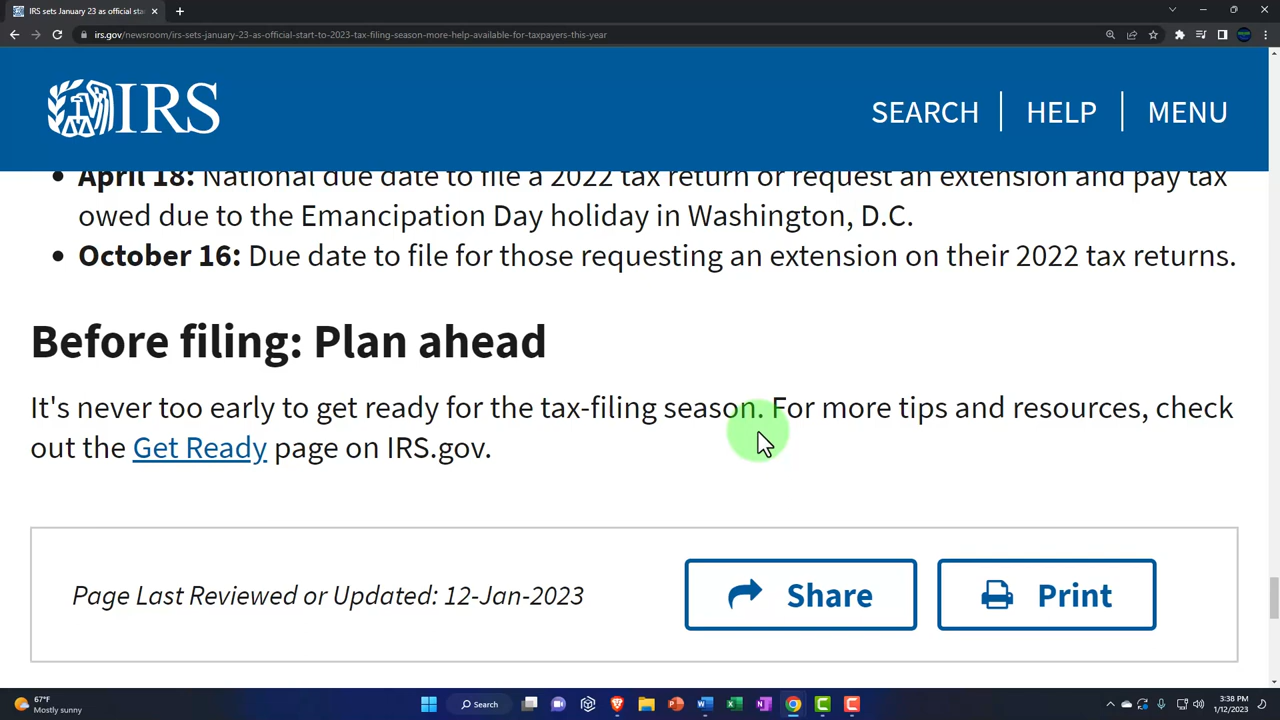 IRS sets January 23 as official sta
irs.gov/newsroom/irs-sets-january-23-as-official-start-to-2023-tax-filing-season-more-help-available-for-taxpayers-this-year
IRS
SEARCH
HELP
MENU
April 18: National due date to file a 2022 tax return or request an extension and pay tax
owed due to the Emancipation Day holiday in Washington, D.C.
October 16: Due date to file for those requesting an extension on their 2022 tax returns.
Before filing: Plan ahead
It's never too early to get ready for the tax-filing season. For more tips and resources, check
out the Get Ready page on IRS.gov.
Page Last Reviewed or Updated: 12-Jan-2023
Share
Print
67°F
Mostly sunny
Search
3:38 PM
1/12/2023